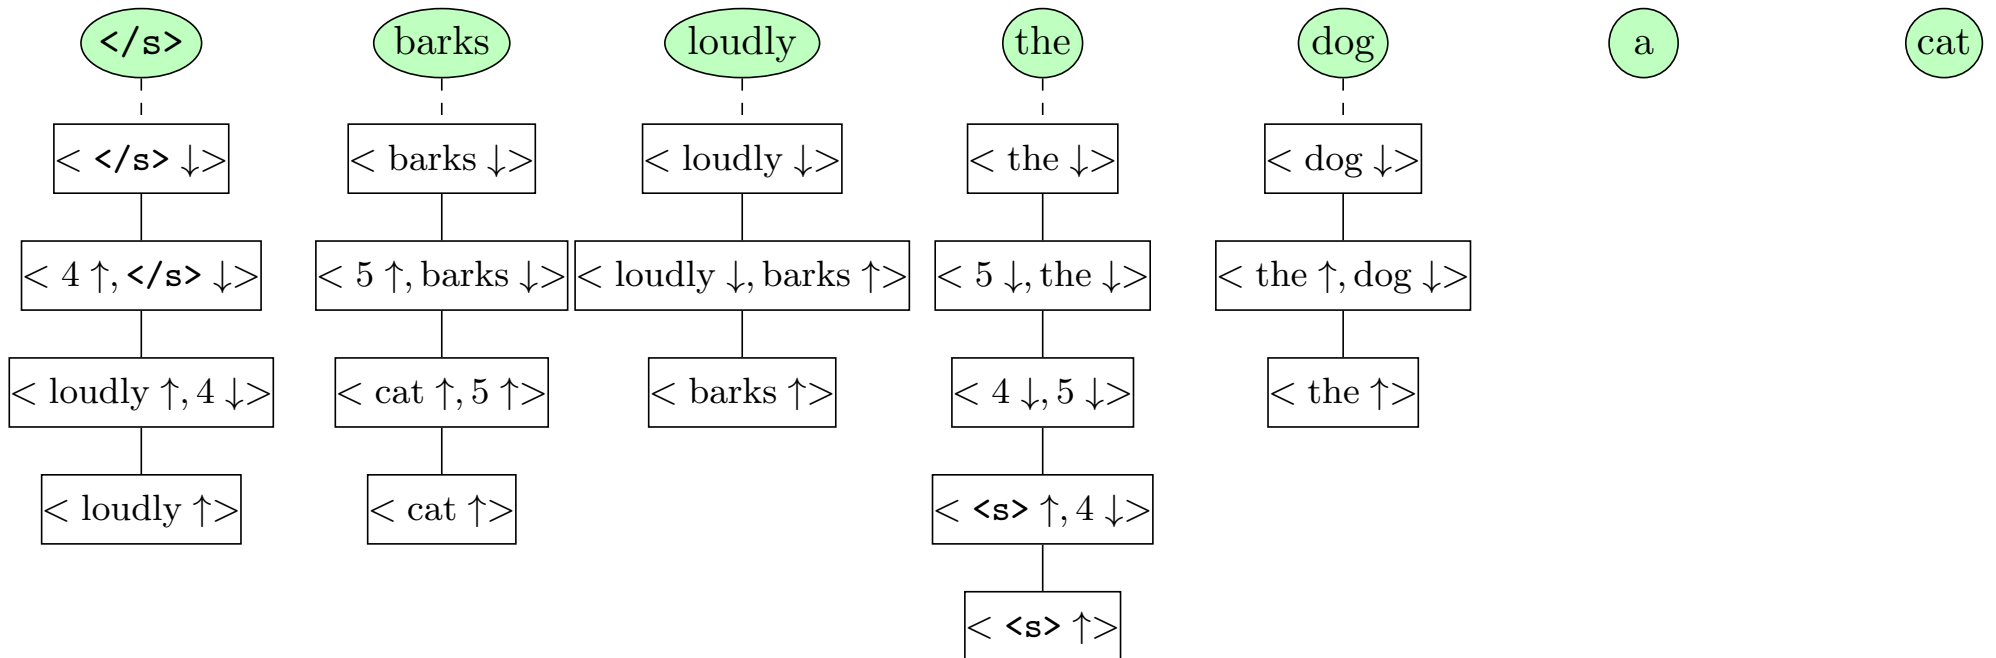 </s> barks loudly the dog a cat
< </s> ↓> < barks ↓> < loudly ↓> < the ↓> < dog ↓>
< 4 ↑, </s> ↓> < 5 ↑, barks ↓> < loudly ↓, barks ↑> < 5 ↓, the ↓> < the ↑, dog ↓>
< loudly ↑, 4 ↓> < cat ↑, 5 ↑> < barks ↑> < 4 ↓, 5 ↓> < the ↑>
< loudly ↑> < cat ↑> < <s> ↑, 4 ↓>
< <s> ↑>